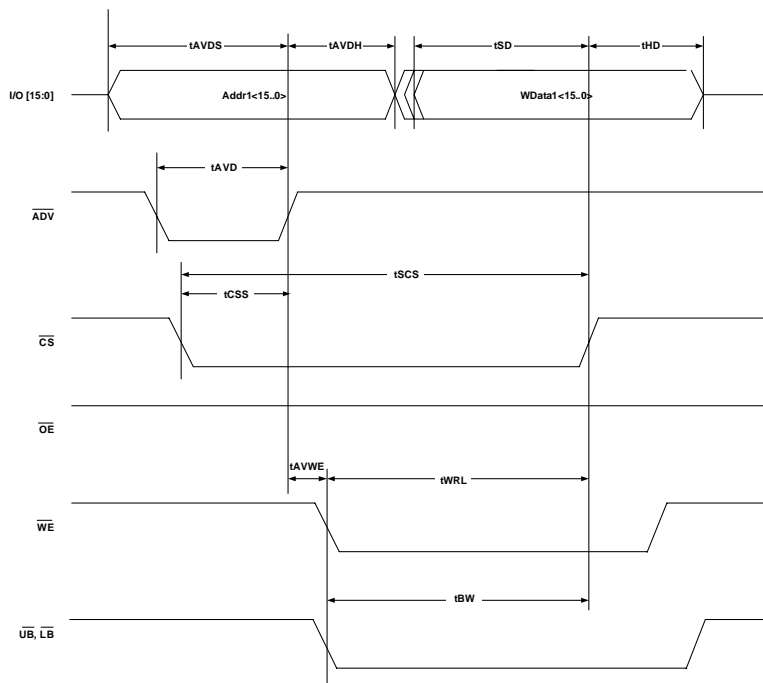 tAVDS tAVDH tSD tHD
I/O [15:0] Addr1<15..0> WData1<15..0>
tAVD
ADV
tSCS
tCSS
CS
OE
tAVWE tWRL
WE
tBW
UB, LB